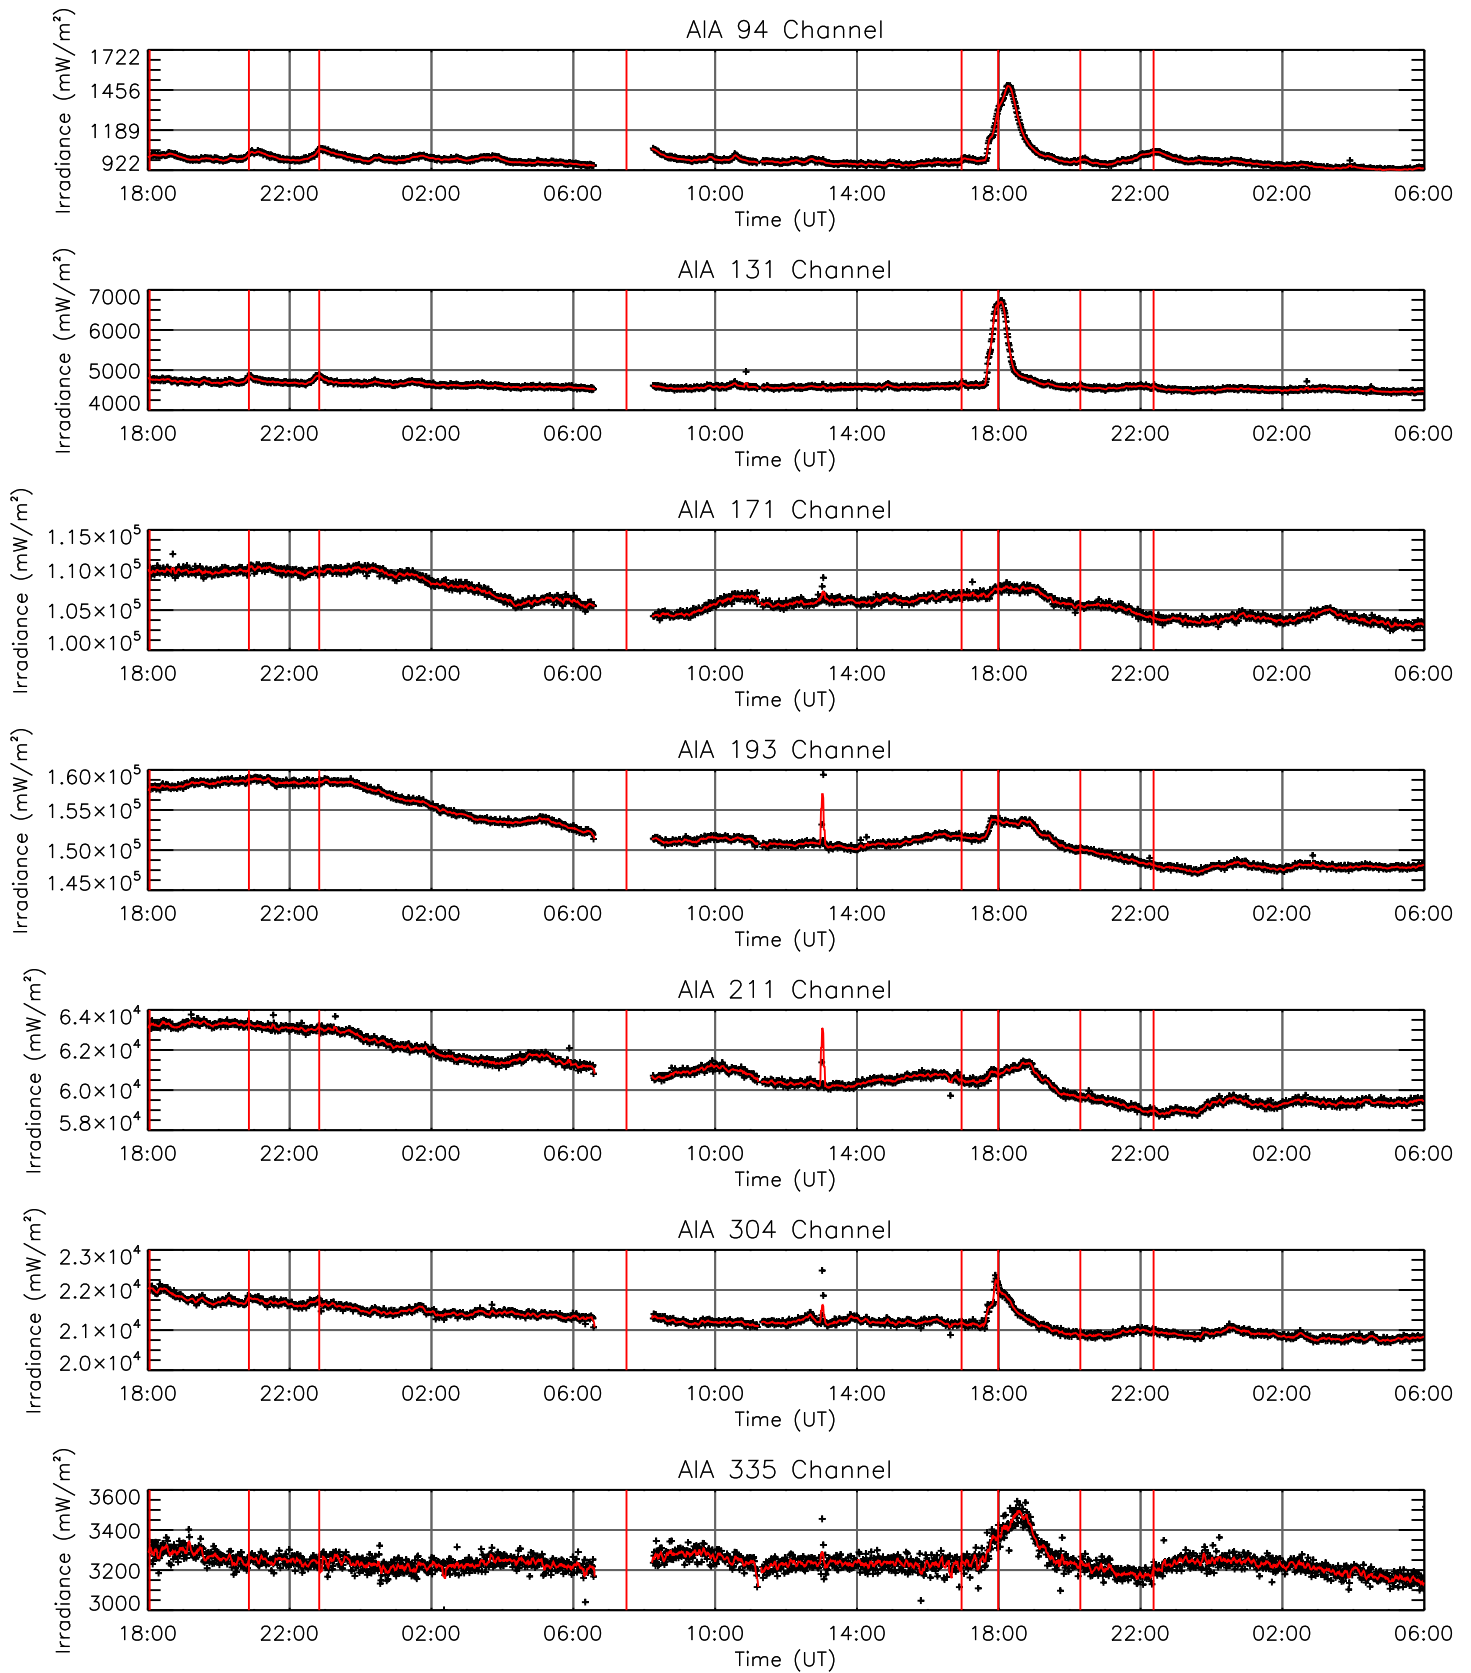 AIA 94 Channel
Irradiance (mW/m²)
1722
1456
1189
922
18:00 22:00 02:00 06:00 10:00 14:00 18:00 22:00 02:00 06:00
Time (UT)
AIA 131 Channel
Irradiance (mW/m²)
7000
6000
5000
4000
18:00 22:00 02:00 06:00 10:00 14:00 18:00 22:00 02:00 06:00
Time (UT)
AIA 171 Channel
Irradiance (mW/m²)
1.15×10⁵
1.10×10⁵
1.05×10⁵
1.00×10⁵
18:00 22:00 02:00 06:00 10:00 14:00 18:00 22:00 02:00 06:00
Time (UT)
AIA 193 Channel
Irradiance (mW/m²)
1.60×10⁵
1.55×10⁵
1.50×10⁵
1.45×10⁵
18:00 22:00 02:00 06:00 10:00 14:00 18:00 22:00 02:00 06:00
Time (UT)
AIA 211 Channel
Irradiance (mW/m²)
6.4×10⁴
6.2×10⁴
6.0×10⁴
5.8×10⁴
18:00 22:00 02:00 06:00 10:00 14:00 18:00 22:00 02:00 06:00
Time (UT)
AIA 304 Channel
Irradiance (mW/m²)
2.3×10⁴
2.2×10⁴
2.1×10⁴
2.0×10⁴
18:00 22:00 02:00 06:00 10:00 14:00 18:00 22:00 02:00 06:00
Time (UT)
AIA 335 Channel
Irradiance (mW/m²)
3600
3400
3200
3000
18:00 22:00 02:00 06:00 10:00 14:00 18:00 22:00 02:00 06:00
Time (UT)